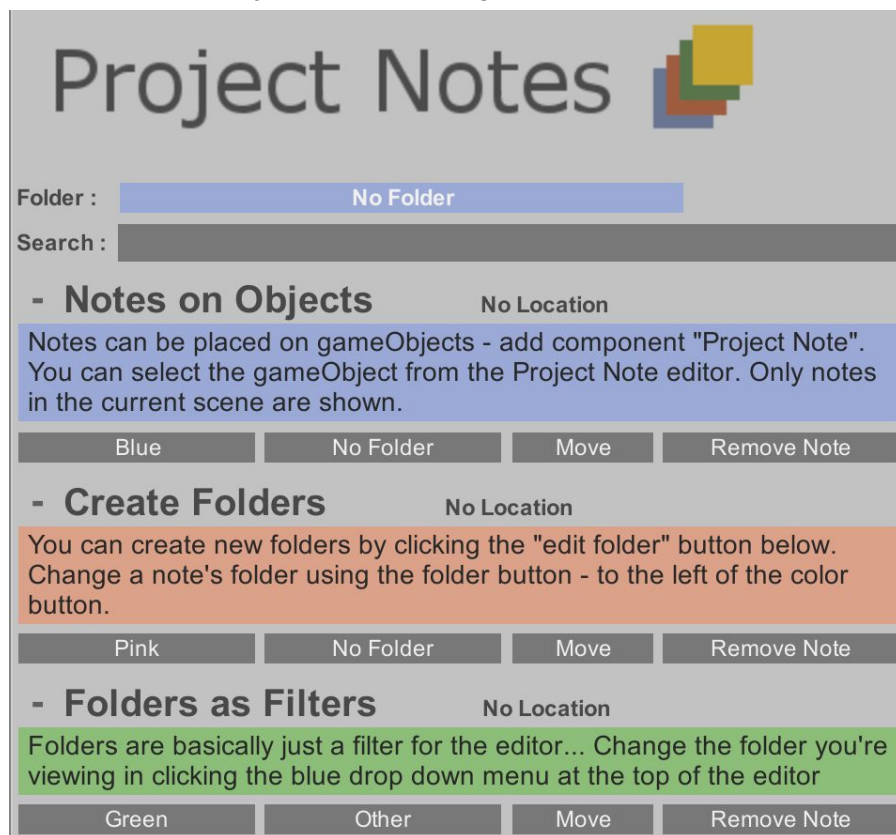 Project Notes
Folder : No Folder
Search :
- Notes on Objects No Location
Notes can be placed on gameObjects - add component "Project Note".
You can select the gameObject from the Project Note editor. Only notes
in the current scene are shown.
Blue No Folder Move Remove Note
- Create Folders No Location
You can create new folders by clicking the "edit folder" button below.
Change a note's folder using the folder button - to the left of the color
button.
Pink No Folder Move Remove Note
- Folders as Filters No Location
Folders are basically just a filter for the editor... Change the folder you're
viewing in clicking the blue drop down menu at the top of the editor
Green Other Move Remove Note